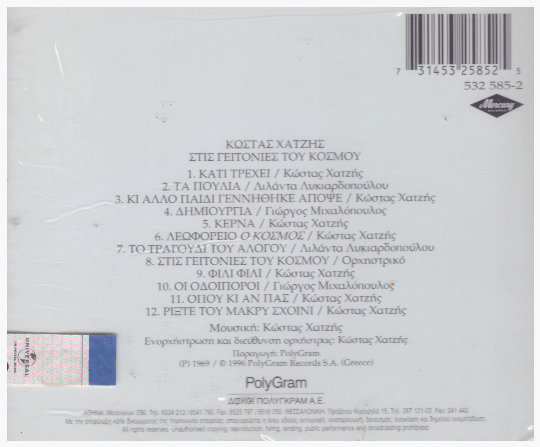 7 31453 25852 5
532 585-2
Mercury
ΚΩΣΤΑΣ ΧΑΤΖΗΣ
ΣΤΙΣ ΓΕΙΤΟΝΙΕΣ ΤΟΥ ΚΟΣΜΟΥ
1. ΚΑΤΙ ΤΡΕΧΕΙ / Κώστας Χατζής
2. ΤΑ ΠΟΥΛΙΑ / Λιλάντα Λυκιαρδοπούλου
3. ΚΙ ΑΛΛΟ ΠΑΙΔΙ ΓΕΝΝΗΘΗΚΕ ΑΠΟΨΕ / Κώστας Χατζής
4. ΔΗΜΙΟΥΡΓΙΑ / Γιώργος Μιχαλόπουλος
5. ΚΕΡΝΑ / Κώστας Χατζής
6. ΛΕΩΦΟΡΕΙΟ Ο ΚΟΣΜΟΣ / Κώστας Χατζής
7. ΤΟ ΤΡΑΓΟΥΔΙ ΤΟΥ ΑΛΟΓΟΥ / Λιλάντα Λυκιαρδοπούλου
8. ΣΤΙΣ ΓΕΙΤΟΝΙΕΣ ΤΟΥ ΚΟΣΜΟΥ / Ορχηστρικό
9. ΦΙΛΙ ΦΙΛΙ / Κώστας Χατζής
10. ΟΙ ΟΔΟΙΠΟΡΟΙ / Γιώργος Μιχαλόπουλος
11. ΟΠΟΥ ΚΙ ΑΝ ΠΑΣ / Κώστας Χατζής
12. ΡΙΞΤΕ ΤΟΥ ΜΑΚΡΥ ΣΧΟΙΝΙ / Κώστας Χατζής
Μουσική: Κώστας Χατζής
Ενορχήστρωση και διεύθυνση ορχήστρας: Κώστας Χατζής
Παραγωγή: PolyGram
(P) 1969 / © 1996 PolyGram Records S.A. (Greece)
UNIVERSAL
PolyGram
ΔΦΚΘΙ ΠΟΛΥΓΚΡΑΜ Α.Ε.
All rights reserved. unauthorised copying, reproduction, hiring, lending, public performance and broadcasting prohibited